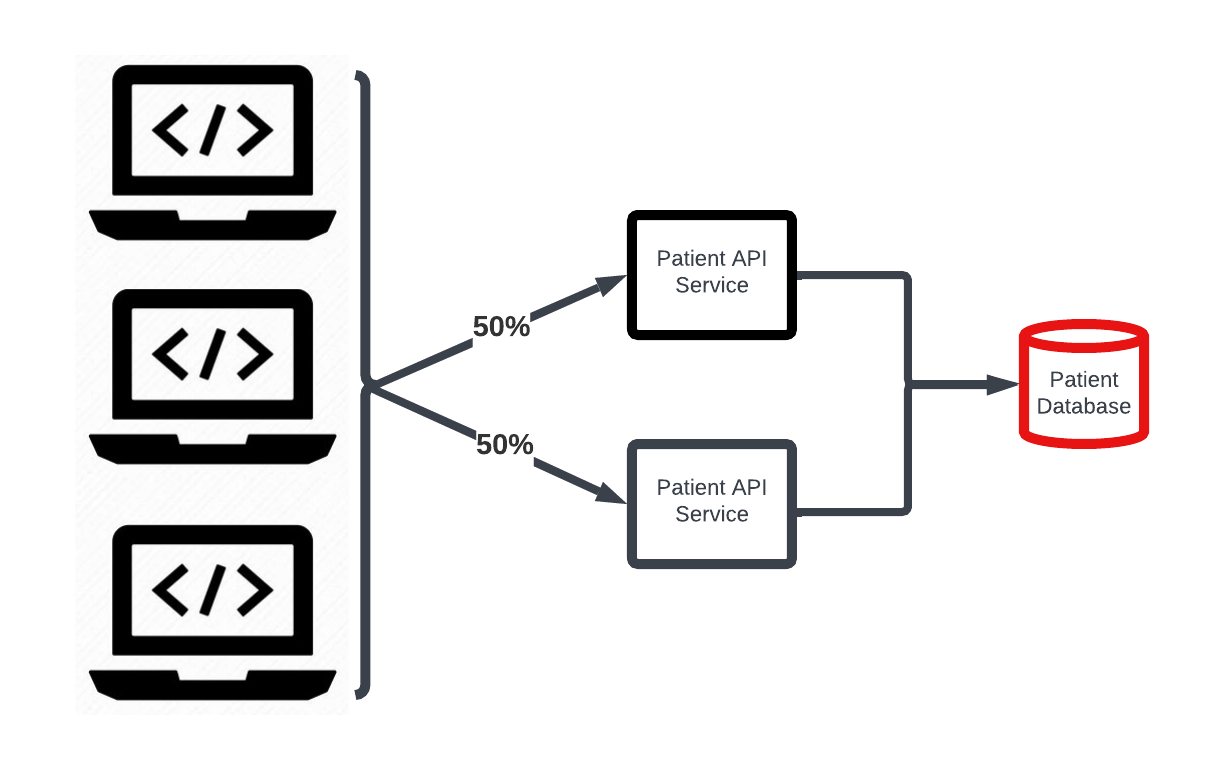 </>
</>
</>
50%
50%
Patient API
Service
Patient API
Service
Patient
Database